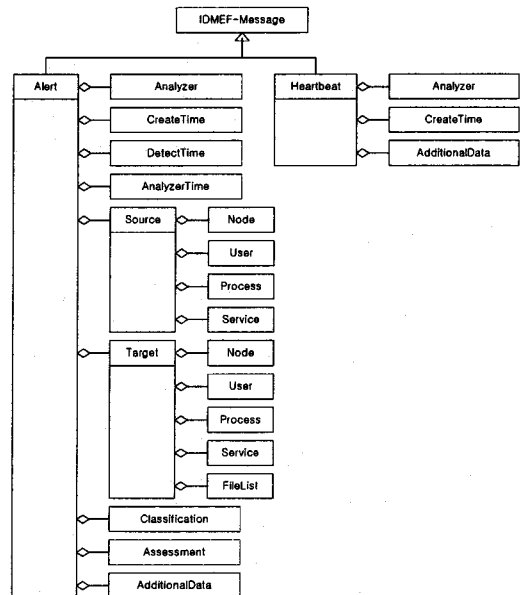 IDMEF-Message
Alert
Analyzer
CreateTime
DetectTime
AnalyzerTime
Source
Node
User
Process
Service
Target
Node
User
Process
Service
FileList
Classification
Assessment
AdditionalData
Heartbeat
Analyzer
CreateTime
AdditionalData